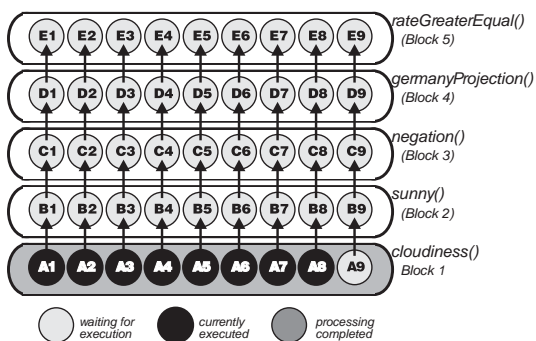 E1 E2 E3 E4 E5 E6 E7 E8 E9
rateGreaterEqual()
(Block 5)
D1 D2 D3 D4 D5 D6 D7 D8 D9
germanyProjection()
(Block 4)
C1 C2 C3 C4 C5 C6 C7 C8 C9
negation()
(Block 3)
B1 B2 B3 B4 B5 B6 B7 B8 B9
sunny()
(Block 2)
A1 A2 A3 A4 A5 A6 A7 A8 A9
cloudiness()
Block 1
waiting for
execution
currently
executed
processing
completed